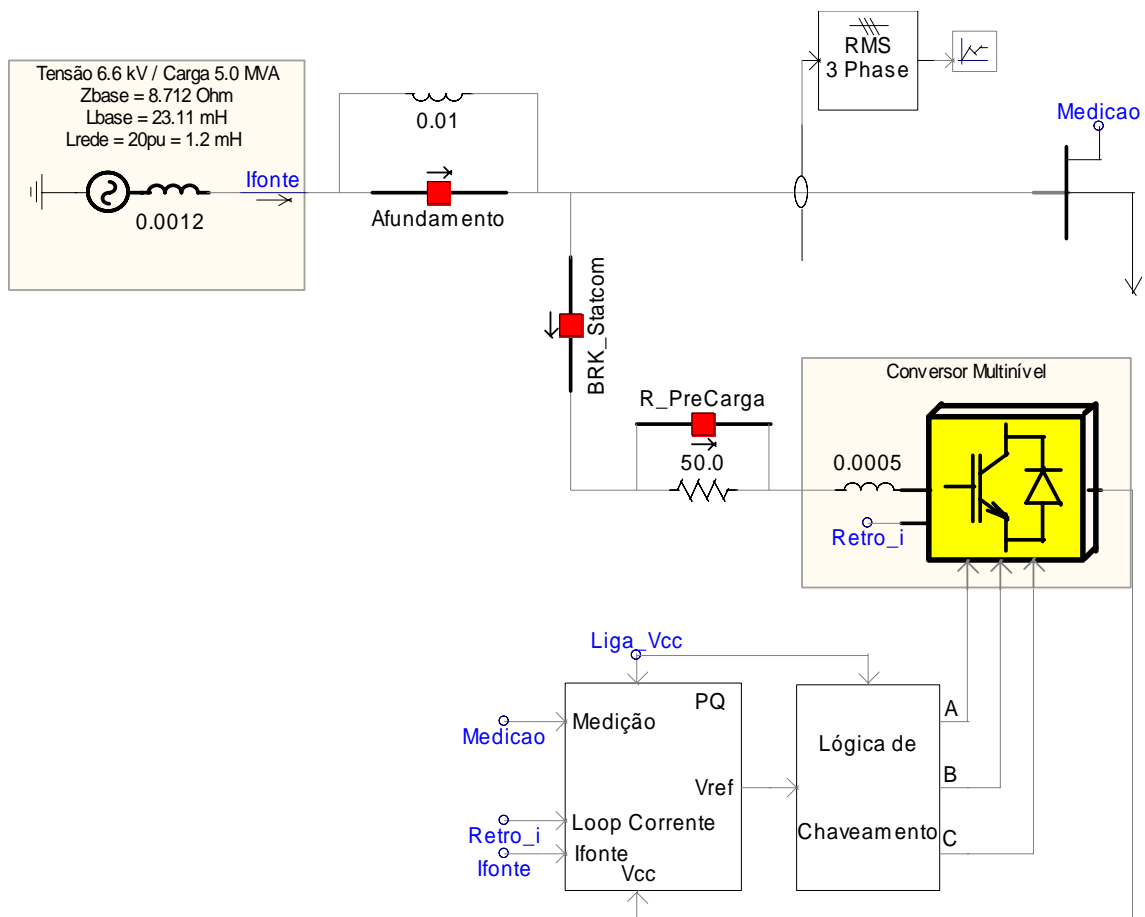 Tensão 6.6 kV / Carga 5.0 MVA
Zbase = 8.712 Ohm
Lbase = 23.11 mH
Lrede = 20pu = 1.2 mH
Ifonte
0.0012
0.01
Afundamento
RMS
3 Phase
Medicao
BRK_Statcom
R_PreCarga
50.0
Conversor Multinível
0.0005
Retro_i
Liga_Vcc
PQ
Medicao
Medição
Vref
Retro_i
Loop Corrente
Ifonte
Ifonte
Vcc
Lógica de
Chaveamento
A
B
C